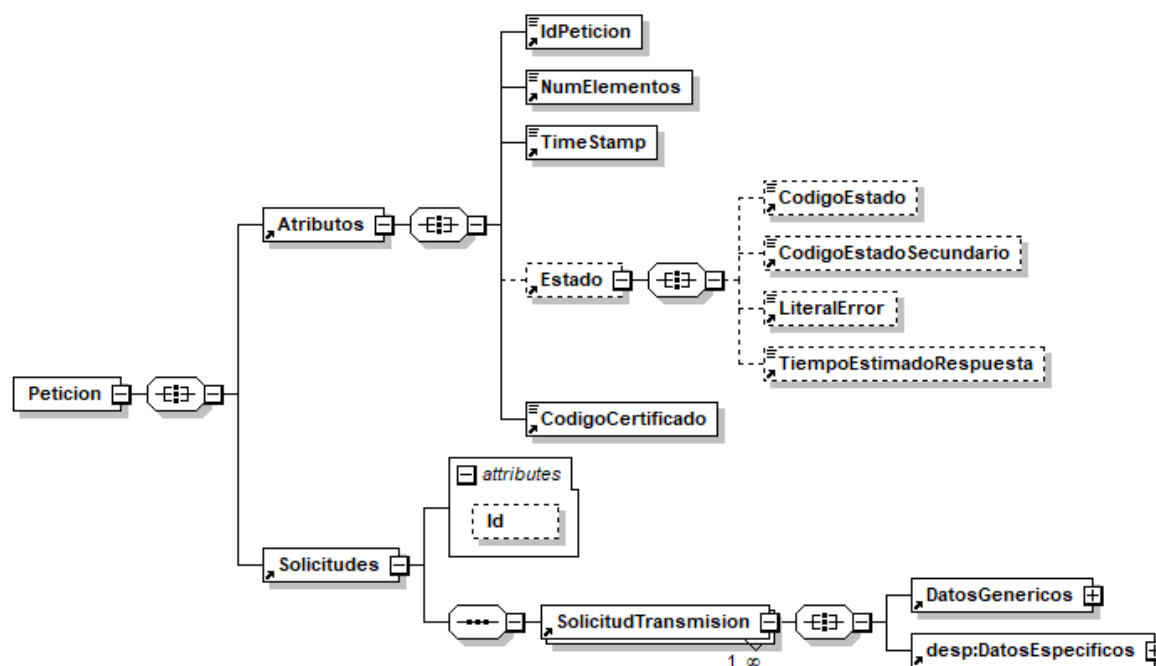 IdPeticion
NumElementos
TimeStamp
CodigoEstado
Atributos
CodigoEstadoSecundario
Estado
LiteralError
TiempoEstimadoRespuesta
Peticion
CodigoCertificado
attributes
Id
Solicitudes
DatosGenericos
SolicitudTransmision
desp:DatosEspecificos
1 ∞